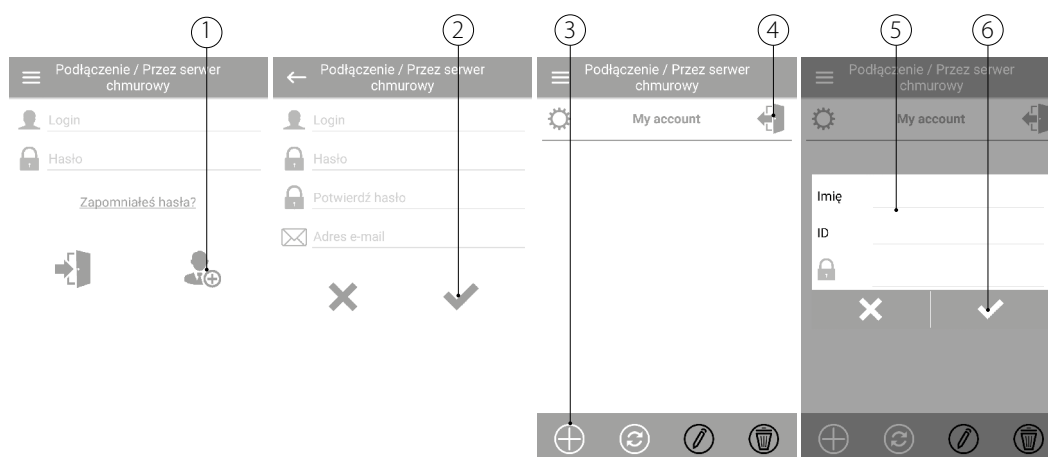 1
2
3
4
5
6
Podłączenie / Przez serwer
chmurowy
Login
Hasło
Zapomniałeś hasła?
Podłączenie / Przez serwer
chmurowy
Login
Hasło
Potwierdź hasło
Adres e-mail
Podłączenie / Przez serwer
chmurowy
My account
Podłączenie / Przez serwer
chmurowy
My account
Imię
ID